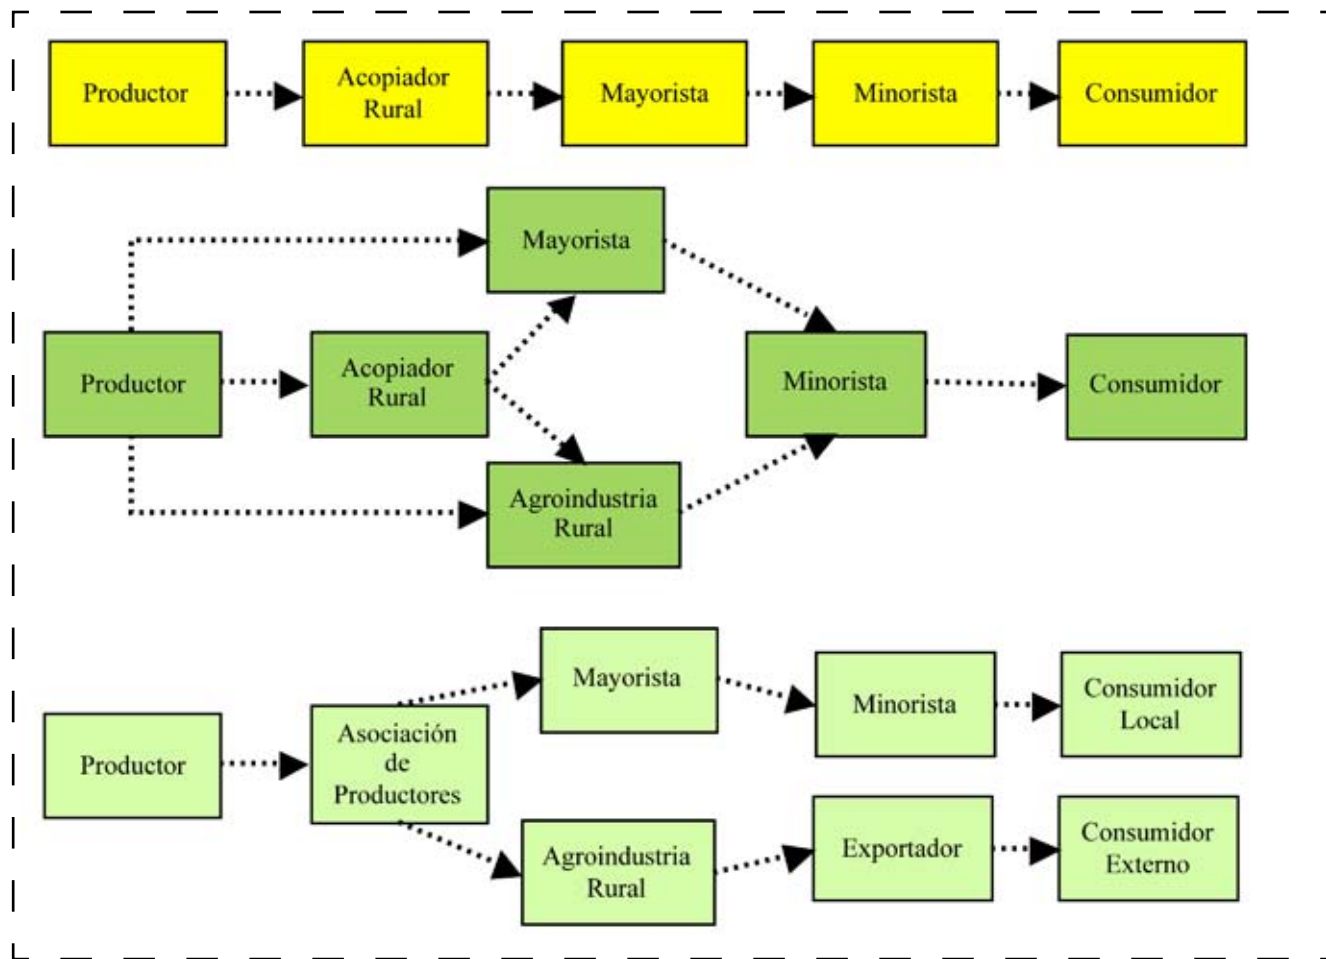 Productor
Acopiador
Rural
Mayorista
Minorista
Consumidor
Mayorista
Productor
Acopiador
Rural
Minorista
Consumidor
Agroindustria
Rural
Mayorista
Minorista
Consumidor
Local
Productor
Asociación
de
Productores
Agroindustria
Rural
Exportador
Consumidor
Externo